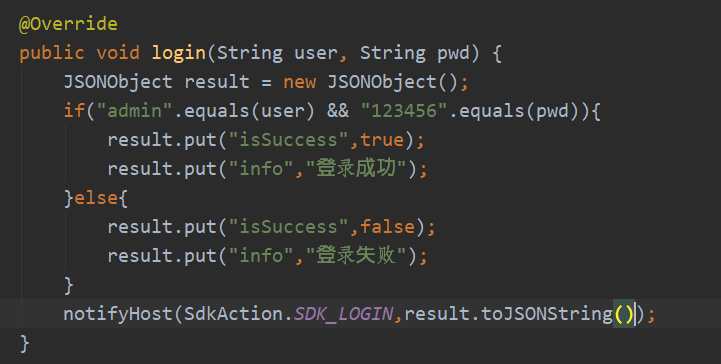 @Override
public void login(String user, String pwd) {
    JSONObject result = new JSONObject();
    if("admin".equals(user) && "123456".equals(pwd)){
        result.put("isSuccess",true);
        result.put("info","登录成功");
    }else{
        result.put("isSuccess",false);
        result.put("info","登录失败");
    }
    notifyHost(SdkAction.SDK_LOGIN,result.toJSONString());
}